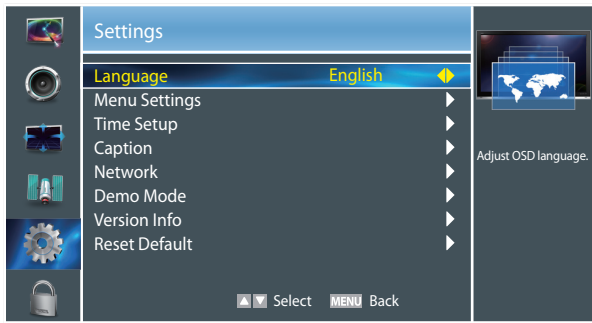 Settings
Language English
Menu Settings
Time Setup
Caption
Network
Demo Mode
Version Info
Reset Default
Select MENU Back
Adjust OSD language.